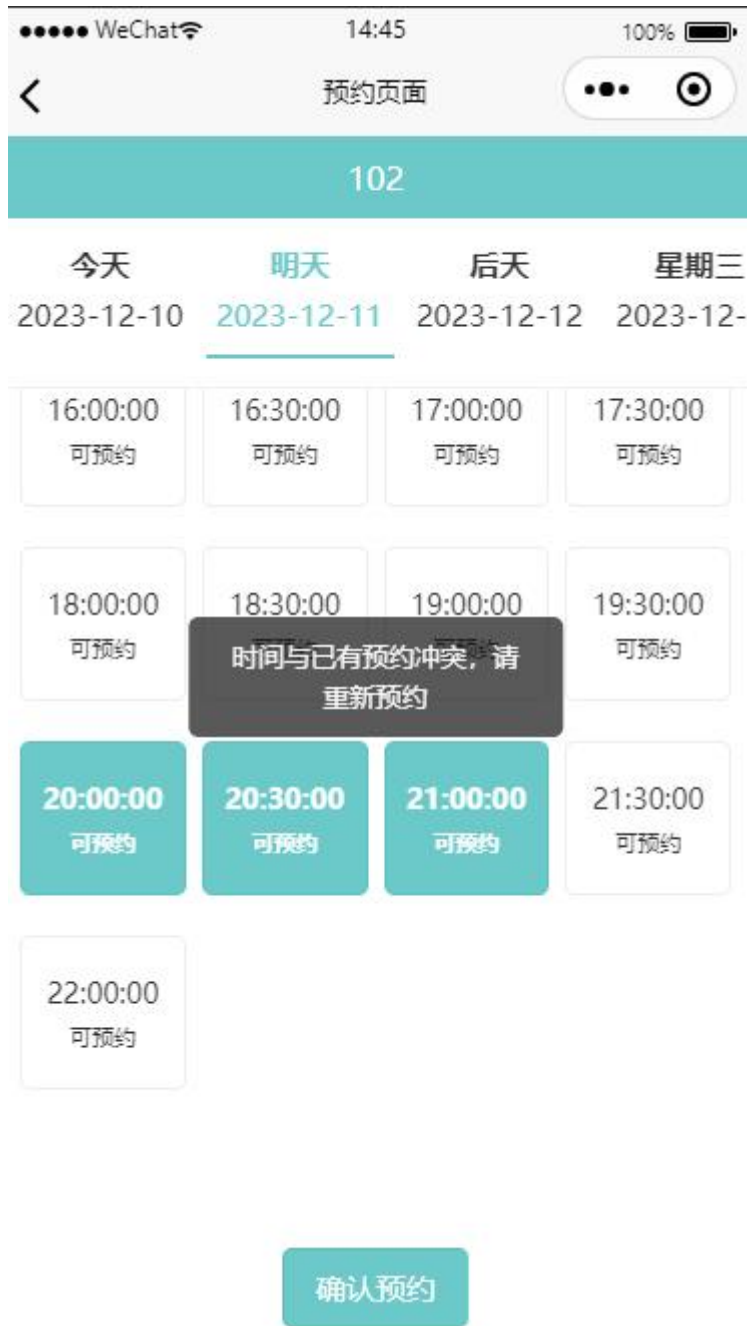 WeChat 14:45 100%
预约页面
102
今天 明天 后天 星期三
2023-12-10 2023-12-11 2023-12-12 2023-12-
16:00:00 16:30:00 17:00:00 17:30:00
可预约 可预约 可预约 可预约
18:00:00 18:30:00 19:00:00 19:30:00
可预约 可预约
时间与已有预约冲突，请
重新预约
20:00:00 20:30:00 21:00:00 21:30:00
可预约 可预约 可预约 可预约
22:00:00
可预约
确认预约